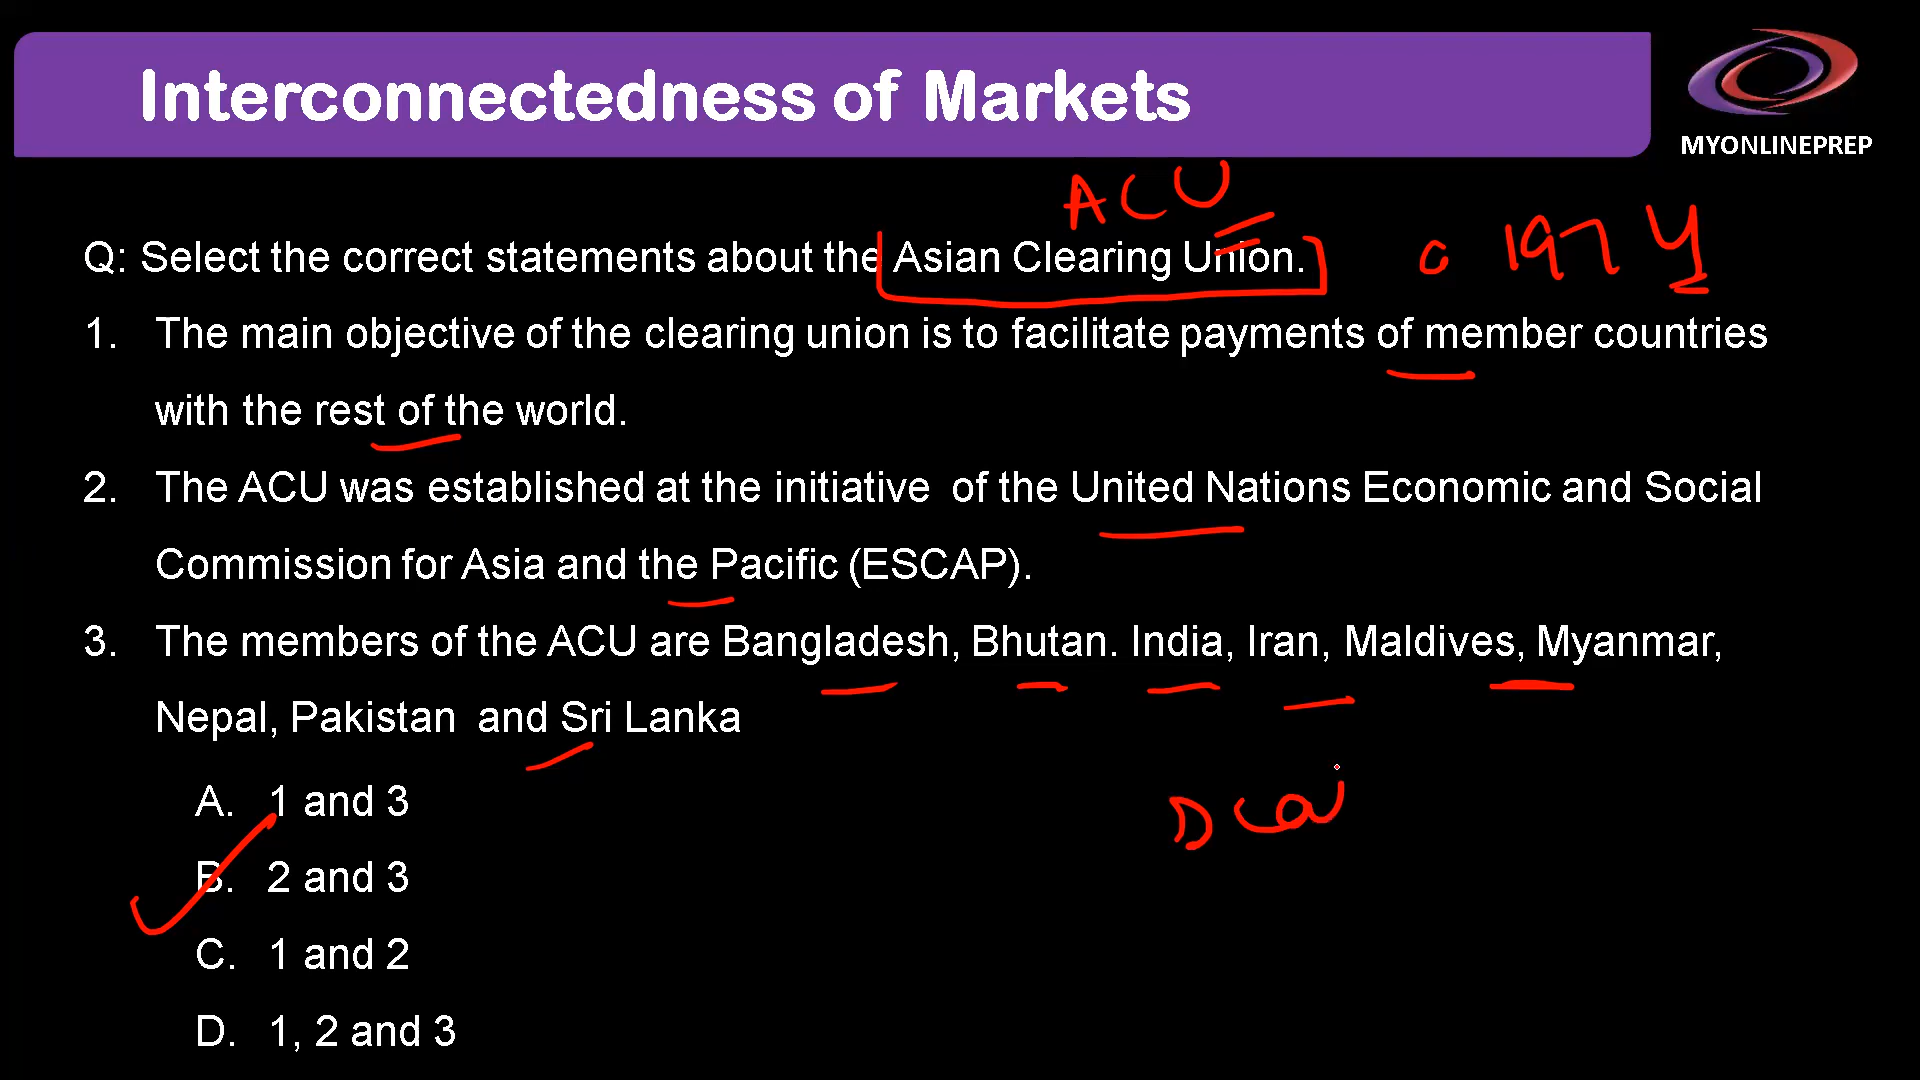 Interconnectedness of Markets
MYONLINEPREP
ACU
Q: Select the correct statements about the Asian Clearing Union.
1. The main objective of the clearing union is to facilitate payments of member countries
with the rest of the world.
2. The ACU was established at the initiative of the United Nations Economic and Social
Commission for Asia and the Pacific (ESCAP).
3. The members of the ACU are Bangladesh, Bhutan. India, Iran, Maldives, Myanmar,
Nepal, Pakistan and Sri Lanka
A. 1 and 3
B. 2 and 3
C. 1 and 2
D. 1, 2 and 3